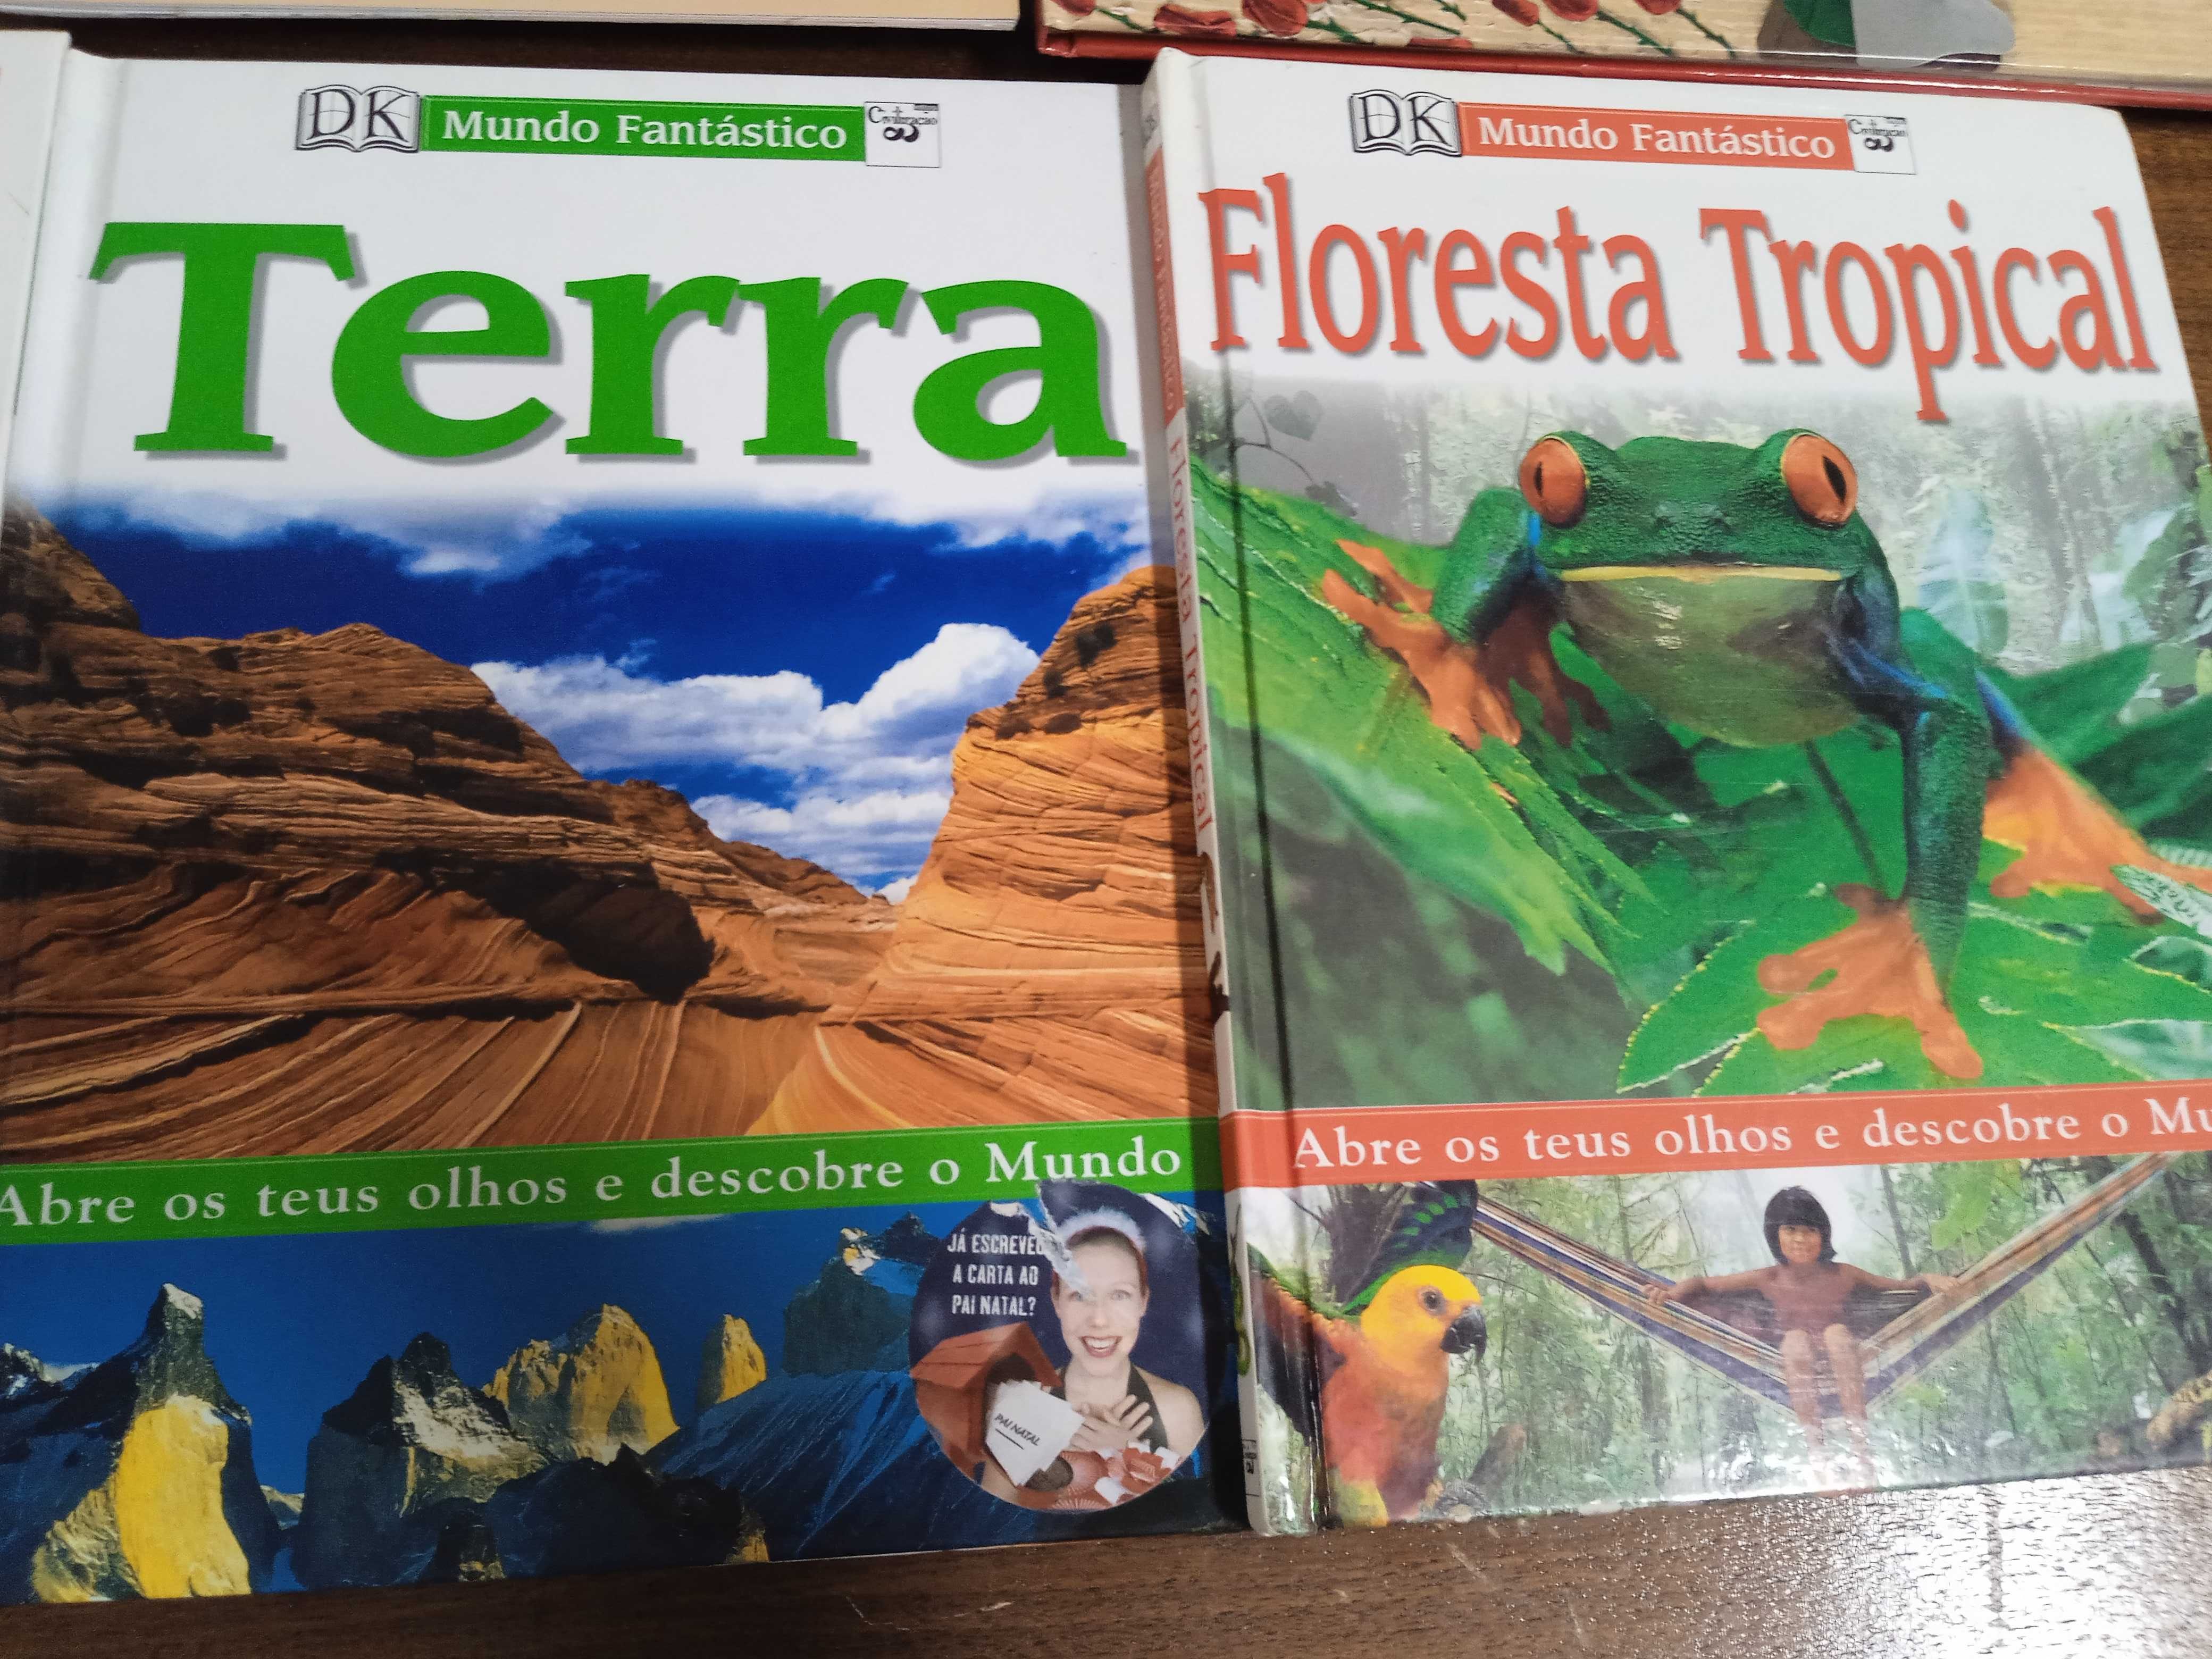 DK Mundo Fantástico Civilização
Terra
Abre os teus olhos e descobre o Mundo
JÁ ESCREVEU
A CARTA AO
PAI NATAL?
PAI NATAL
DK Mundo Fantástico Civilização
Floresta Tropical
Abre os teus olhos e descobre o Mu
Mundo Fantástico Floresta Tropical